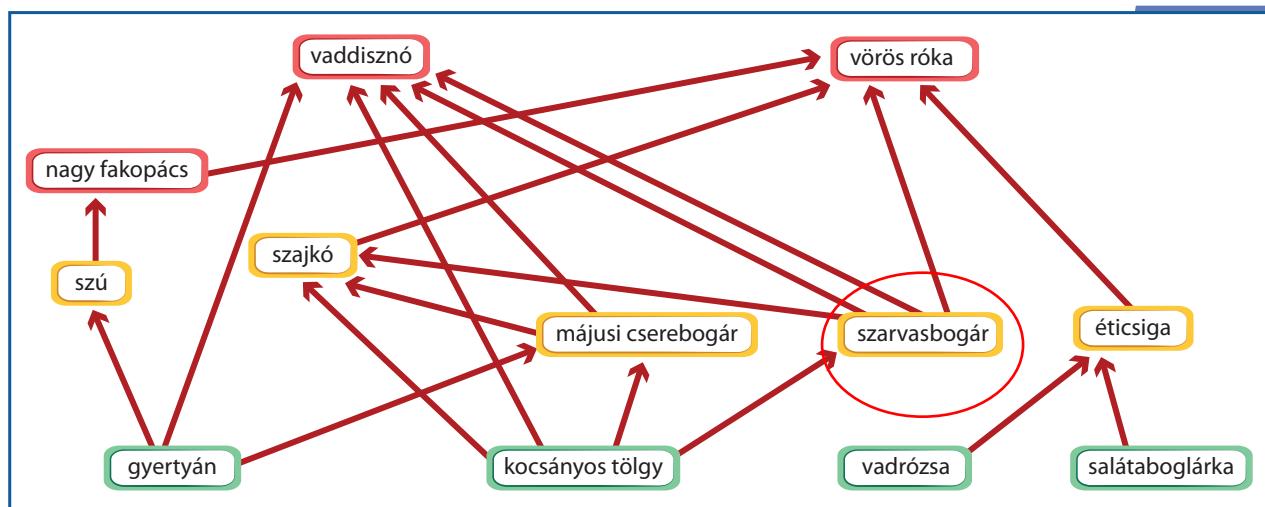 vaddisznó
vörös róka
nagy fakopács
szajkó
szú
májusi cserebogár
szarvasbogár
éticsiga
gyertyán
kocsányos tölgy
vadrózsa
salátaboglárka